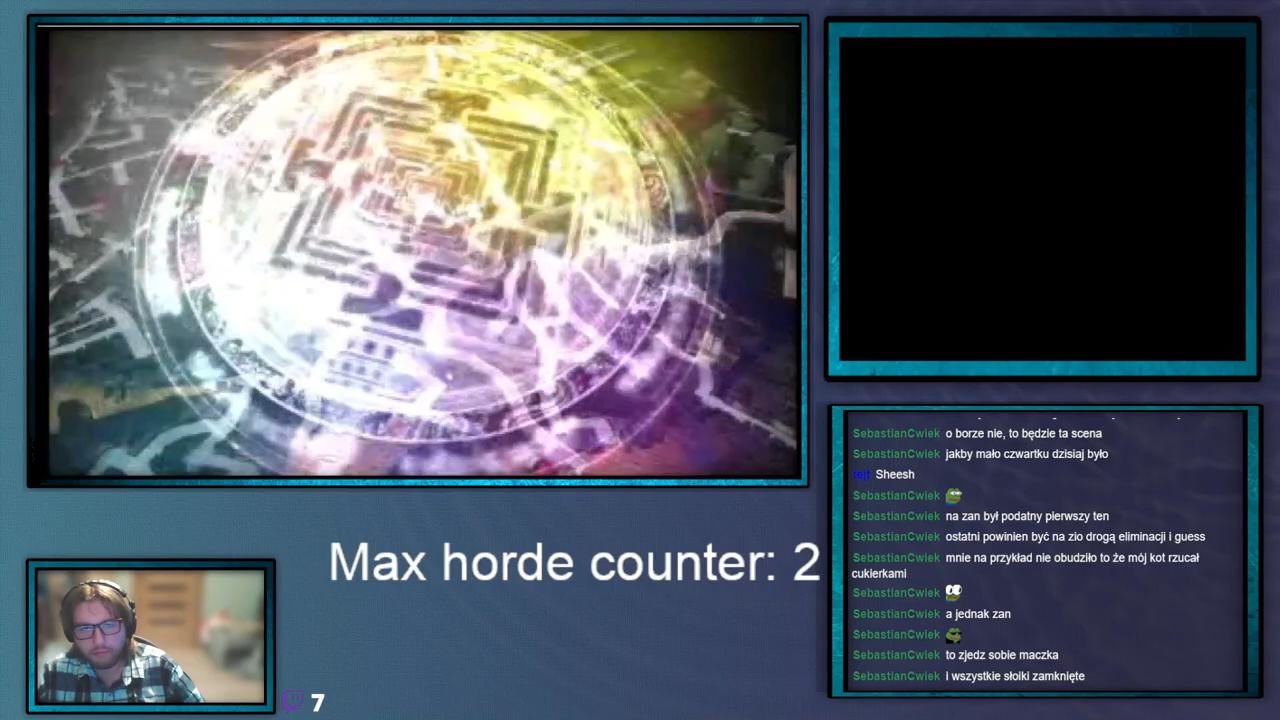 SebastianCwiek o borze nie, to będzie ta scena
SebastianCwiek jakby mało czwartku dzisiaj było
Sheesh
SebastianCwiek
SebastianCwiek na zan był podatny pierwszy ten
SebastianCwiek ostatni powinien być na zio drogą eliminacji i guess
SebastianCwiek mnie na przykład nie obudziło to że mój kot rzucał
cukierkami
SebastianCwiek
SebastianCwiek a jednak zan
SebastianCwiek
SebastianCwiek to zjedz sobie maczka
SebastianCwiek i wszystkie słoiki zamknięte
Max horde counter: 2
7